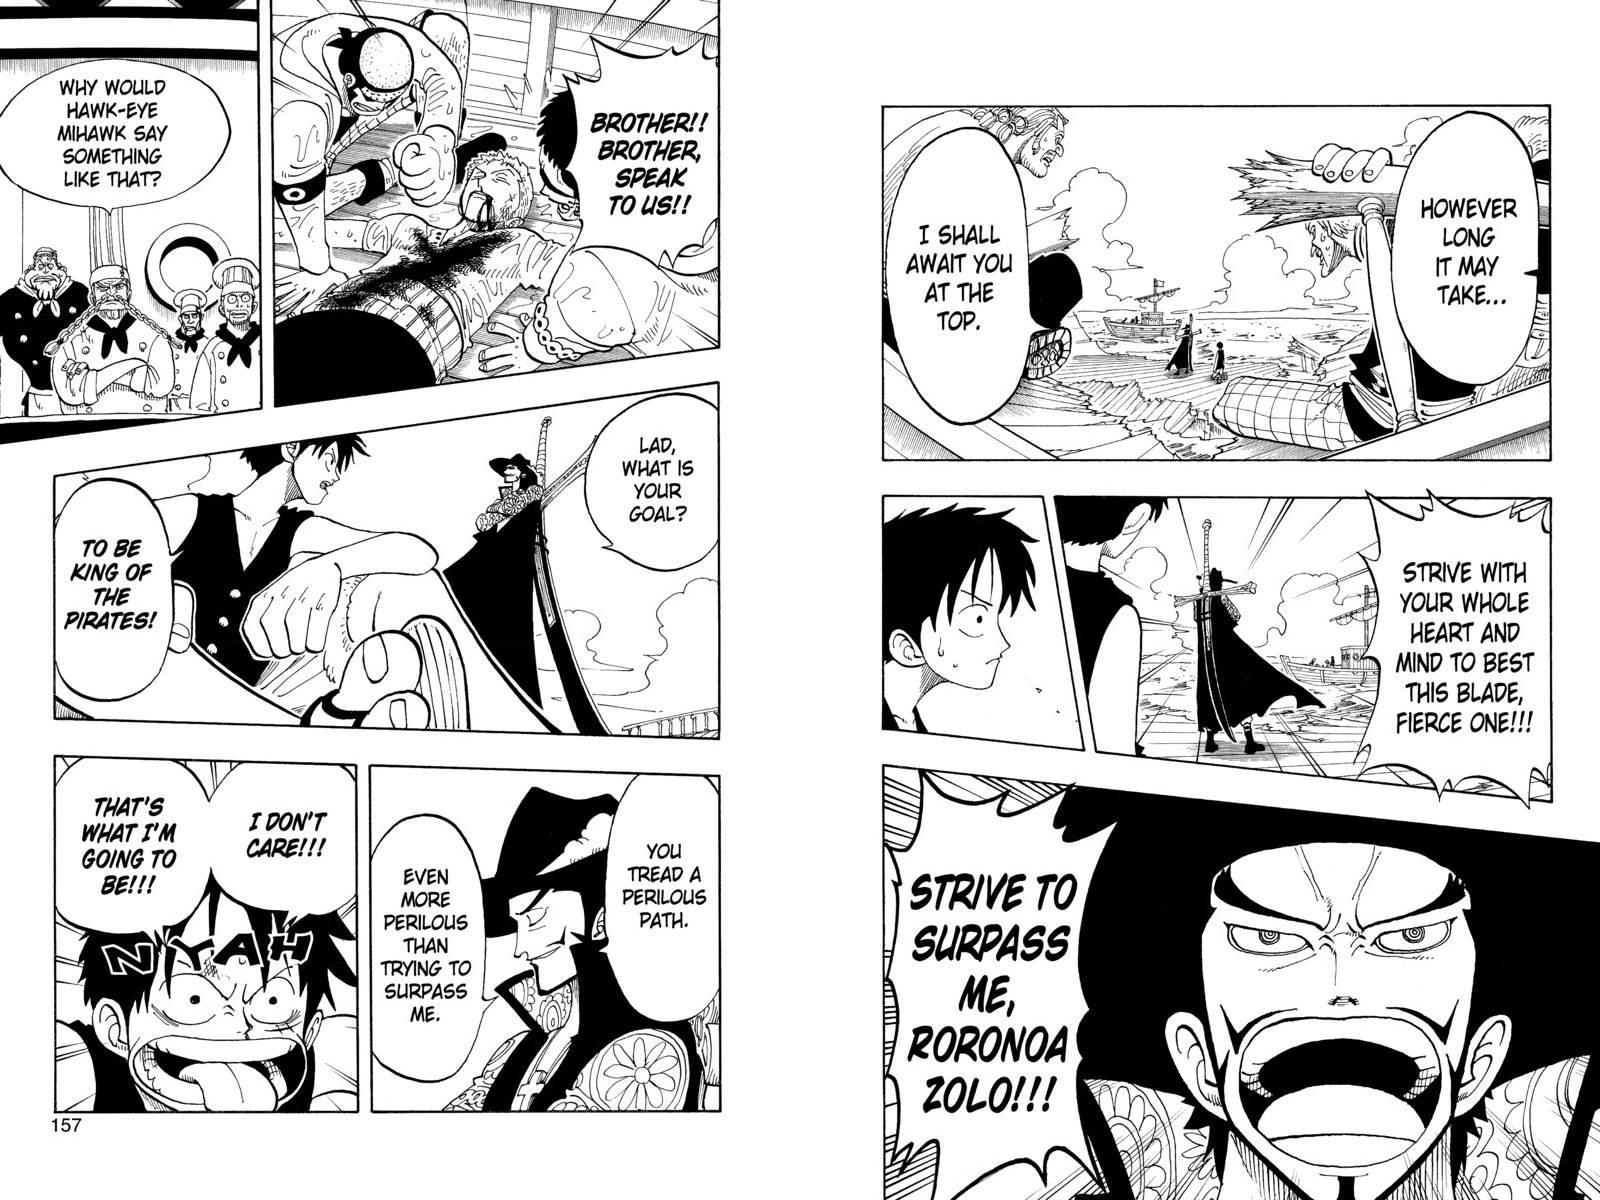 HOWEVER
LONG
IT MAY
TAKE...
I SHALL
AWAIT YOU
AT THE
TOP.
STRIVE WITH
YOUR WHOLE
HEART AND
MIND TO BEST
THIS BLADE,
FIERCE ONE!!!
STRIVE TO
SURPASS
ME,
RORONOA
ZOLO!!!
BROTHER!!
BROTHER,
SPEAK
TO US!!
WHY WOULD
HAWK-EYE
MIHAWK SAY
SOMETHING
LIKE THAT?
LAD,
WHAT IS
YOUR
GOAL?
TO BE
KING OF
THE
PIRATES!
YOU
TREAD A
PERILOUS
PATH.
EVEN
MORE
PERILOUS
THAN
TRYING TO
SURPASS
ME.
I DON'T
CARE!!!
THAT'S
WHAT I'M
GOING TO
BE!!!
NYAH
157